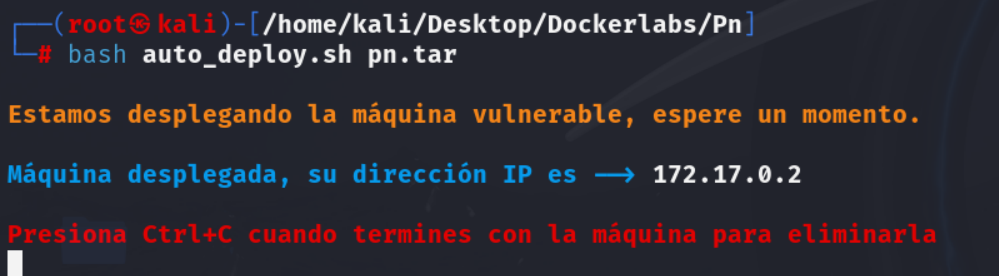 ┌──(root㉿kali)-[/home/kali/Desktop/Dockerlabs/Pn]
└─# bash auto_deploy.sh pn.tar
Estamos desplegando la máquina vulnerable, espere un momento.
Máquina desplegada, su dirección IP es --> 172.17.0.2
Presiona Ctrl+C cuando termines con la máquina para eliminarla